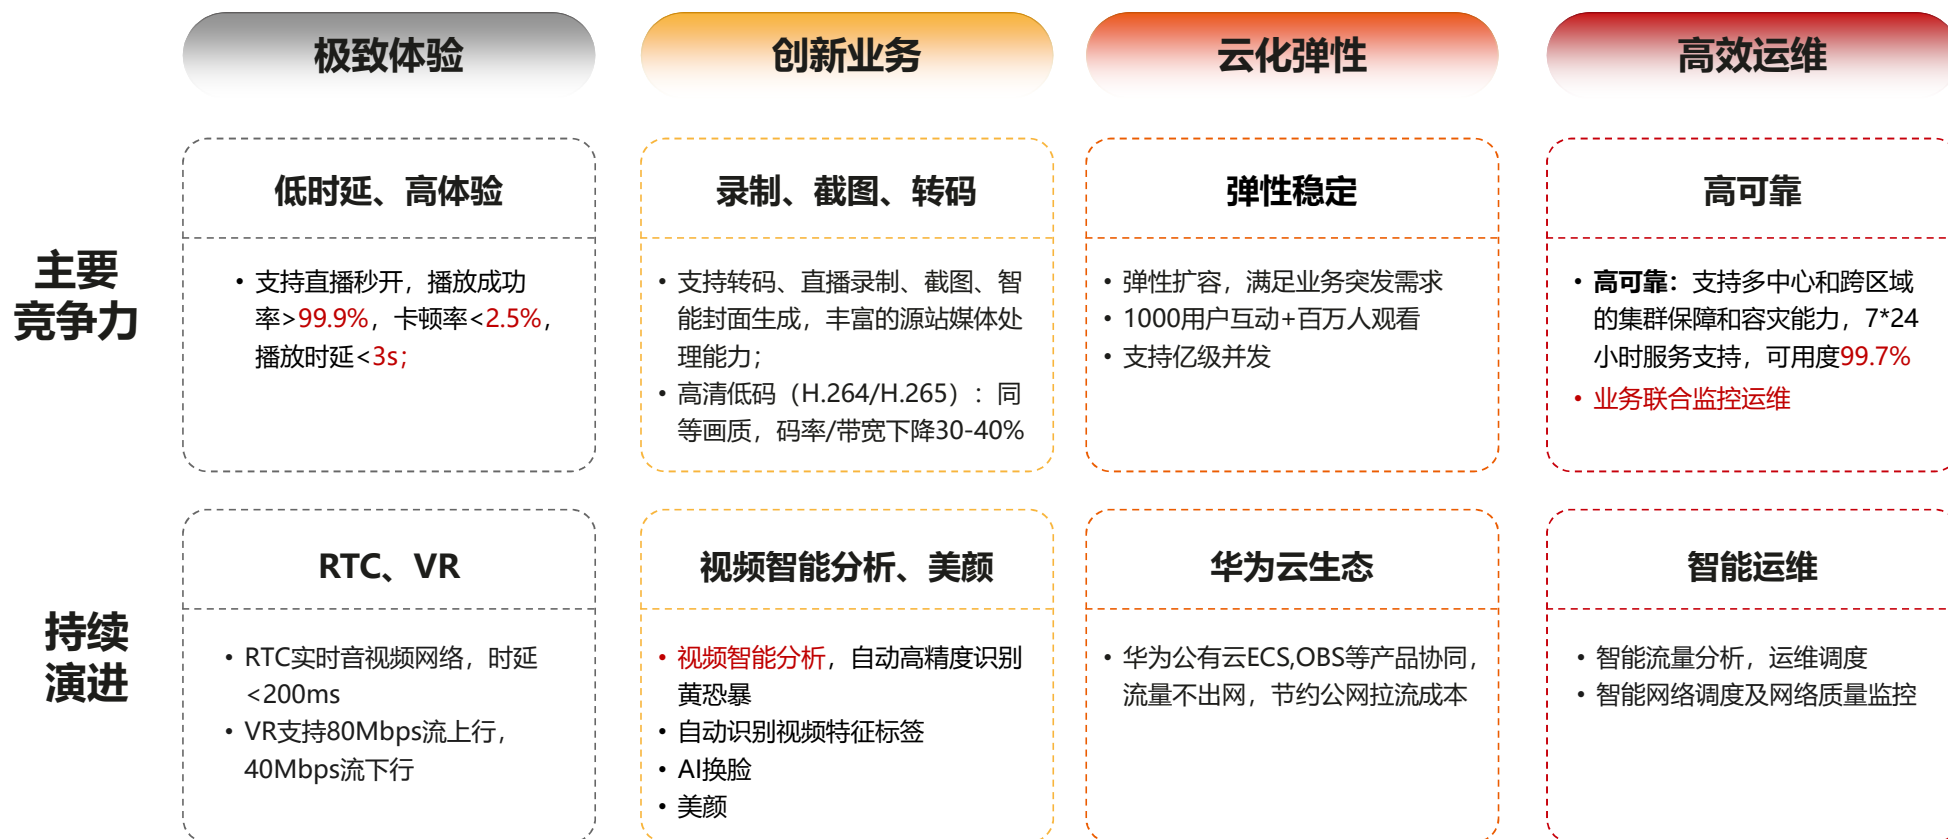 极致体验
创新业务
云化弹性
高效运维
主要
竞争力
低时延、高体验
• 支持直播秒开，播放成功
率>99.9%，卡顿率<2.5%，
播放时延<3s；
录制、截图、转码
• 支持转码、直播录制、截图、智
能封面生成，丰富的源站媒体处
理能力；
• 高清低码（H.264/H.265）：同
等画质，码率/带宽下降30-40%
弹性稳定
• 弹性扩容，满足业务突发需求
• 1000用户互动+百万人观看
• 支持亿级并发
高可靠
• 高可靠：支持多中心和跨区域
的集群保障和容灾能力，7*24
小时服务支持，可用度99.7%
• 业务联合监控运维
持续
演进
RTC、VR
• RTC实时音视频网络，时延
<200ms
• VR支持80Mbps流上行，
40Mbps流下行
视频智能分析、美颜
• 视频智能分析，自动高精度识别
黄恐暴
• 自动识别视频特征标签
• AI换脸
• 美颜
华为云生态
• 华为公有云ECS,OBS等产品协同，
流量不出网，节约公网拉流成本
智能运维
• 智能流量分析，运维调度
• 智能网络调度及网络质量监控